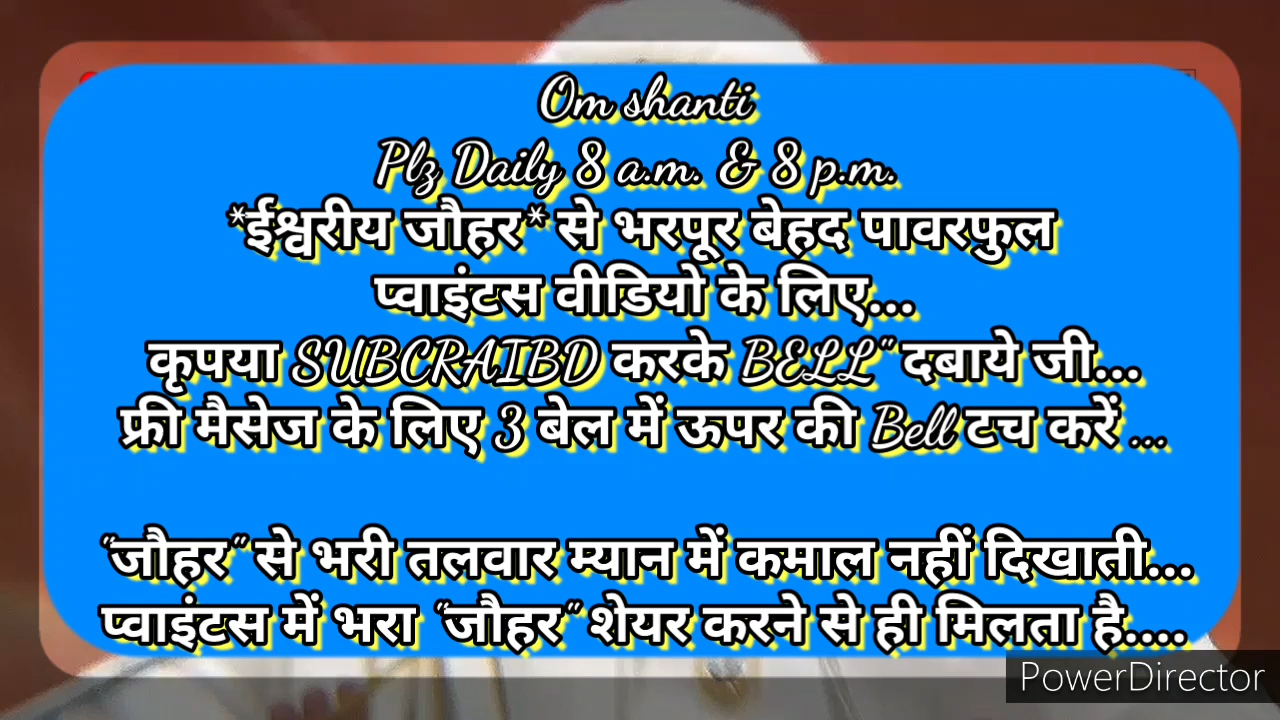 Om shanti
Plz Daily 8 a.m. & 8 p.m.
*ईश्वरीय जौहर* से भरपूर बेहद पावरफुल
प्वाइंटस वीडियो के लिए...
कृपया SUBCRAIBD करके BELL" दबाये जी...
फ्री मैसेज के लिए 3 बेल में ऊपर की Bell टच करें ...
"जौहर" से भरी तलवार म्यान में कमाल नहीं दिखाती...
प्वाइंटस में भरा "जौहर" शेयर करने से ही मिलता है....
PowerDirector